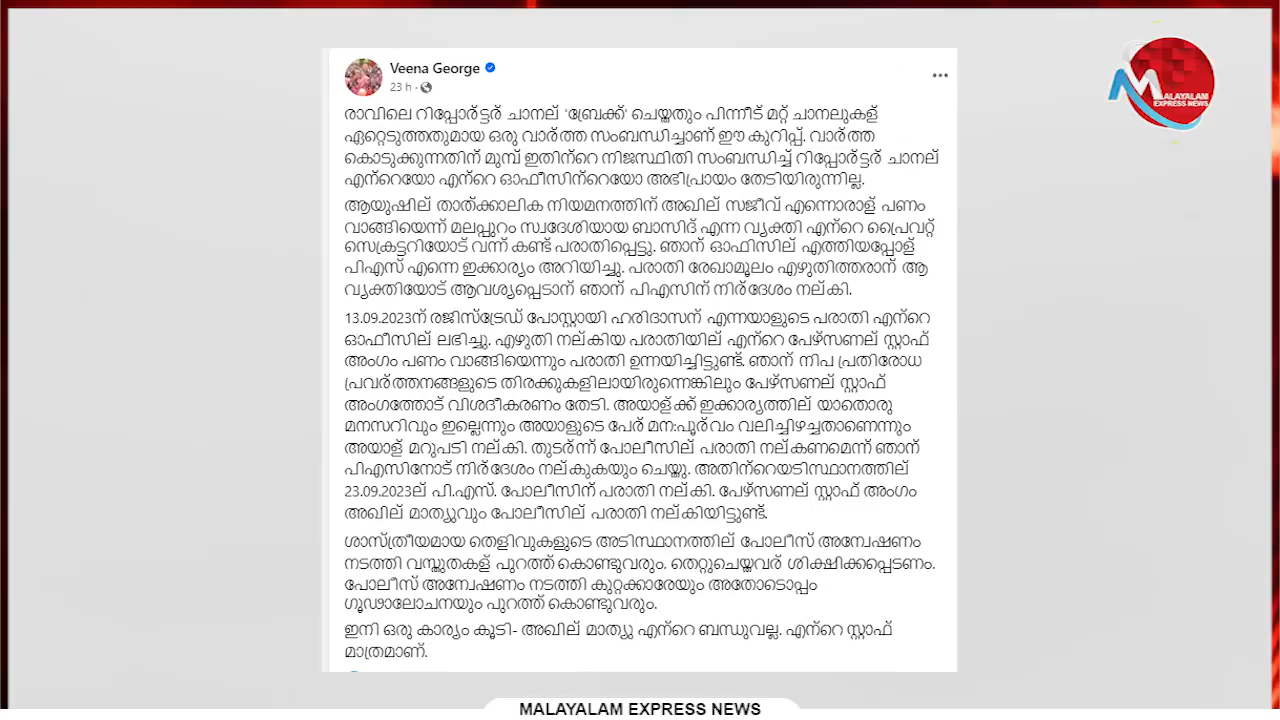 Veena George
23 h ·
രാവിലെ റിപ്പോർട്ടർ ചാനല് 'ബ്രേക്ക്' ചെയ്തതും പിന്നീട് മറ്റ് ചാനലുകള്
ഏറ്റെടുത്തതുമായ ഒരു വാർത്ത സംബന്ധിച്ചാണ് ഈ കുറിപ്പ്. വാർത്ത
കൊടുക്കുന്നതിന് മുമ്പ് ഇതിന്റെ നിജസ്ഥിതി സംബന്ധിച്ച് റിപ്പോർട്ടർ ചാനല്
എന്റെയോ എന്റെ ഓഫീസിന്റെയോ അഭിപ്രായം തേടിയിരുന്നില്ല.
ആയുഷില് താത്ക്കാലിക നിയമനത്തിന് അഖില് സജീവ് എന്നൊരാള് പണം
വാങ്ങിയെന്ന് മലപ്പുറം സ്വദേശിയായ ബാസിദ് എന്ന വ്യക്തി എന്റെ പ്രൈവറ്റ്
സെക്രട്ടറിയോട് വന്ന് കണ്ട് പരാതിപ്പെട്ടു. ഞാന് ഓഫിസില് എത്തിയപ്പോള്
പിഎസ് എന്നെ ഇക്കാര്യം അറിയിച്ചു. പരാതി രേഖാമൂലം എഴുതിത്തരാന് ആ
വ്യക്തിയോട് ആവശ്യപ്പെടാന് ഞാന് പിഎസിന് നിർദേശം നല്കി.
13.09.2023ന് രജിസ്ട്രേഡ് പോസ്റ്റായി ഹരിദാസന് എന്നയാളുടെ പരാതി എന്റെ
ഓഫീസില് ലഭിച്ചു. എഴുതി നല്കിയ പരാതിയില് എന്റെ പേഴ്സണല് സ്റ്റാഫ്
അംഗം പണം വാങ്ങിയെന്നും പരാതി ഉന്നയിച്ചിട്ടുണ്ട്. ഞാന് നിപ പ്രതിരോധ
പ്രവർത്തനങ്ങളുടെ തിരക്കുകളിലായിരുന്നെങ്കിലും പേഴ്സണല് സ്റ്റാഫ്
അംഗത്തോട് വിശദീകരണം തേടി. അയാള്ക്ക് ഇക്കാര്യത്തില് യാതൊരു
മനസറിവും ഇല്ലെന്നും അയാളുടെ പേര് മന:പൂർവം വലിച്ചിഴച്ചതാണെന്നും
അയാള് മറുപടി നല്കി. തുടർന്ന് പോലീസില് പരാതി നല്കണമെന്ന് ഞാന്
പിഎസിനോട് നിർദേശം നല്കുകയും ചെയ്തു. അതിന്റെയടിസ്ഥാനത്തില്
23.09.2023ല് പി.എസ്. പോലീസിന് പരാതി നല്കി. പേഴ്സണല് സ്റ്റാഫ് അംഗം
അഖില് മാത്യുവും പോലീസില് പരാതി നല്കിയിട്ടുണ്ട്.
ശാസ്ത്രീയമായ തെളിവുകളുടെ അടിസ്ഥാനത്തില് പോലീസ് അന്വേഷണം
നടത്തി വസ്തുതകള് പുറത്ത് കൊണ്ടുവരും. തെറ്റുചെയ്തവർ ശിക്ഷിക്കപ്പെടണം.
പോലീസ് അന്വേഷണം നടത്തി കുറ്റക്കാരേയും അതോടൊപ്പം
ഗൂഢാലോചനയും പുറത്ത് കൊണ്ടുവരും.
ഇനി ഒരു കാര്യം കൂടി- അഖില് മാത്യു എന്റെ ബന്ധുവല്ല. എന്റെ സ്റ്റാഫ്
മാത്രമാണ്.
MALAYALAM
EXPRESS NEWS
MALAYALAM EXPRESS NEWS